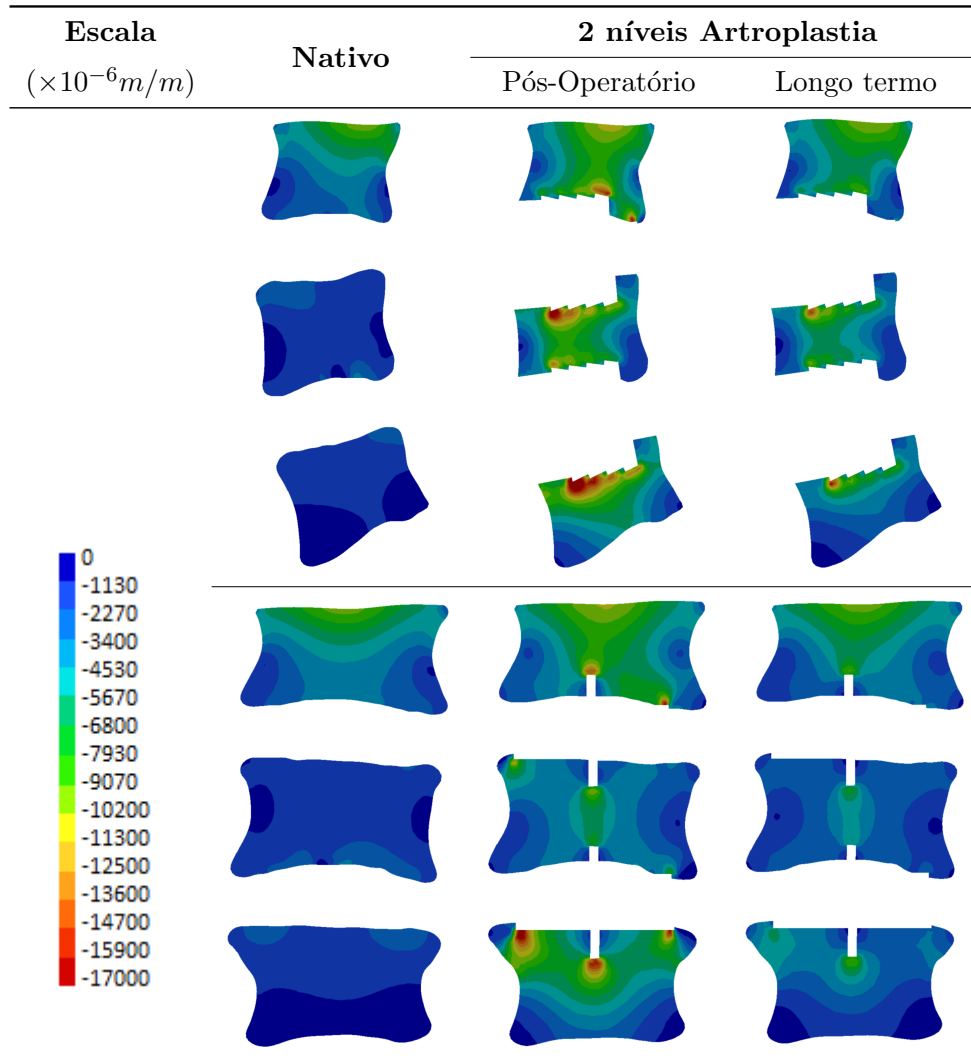 Escala
(×10⁻⁶m/m)
Nativo
2 níveis Artroplastia
Pós-Operatório
Longo termo
0
-1130
-2270
-3400
-4530
-5670
-6800
-7930
-9070
-10200
-11300
-12500
-13600
-14700
-15900
-17000